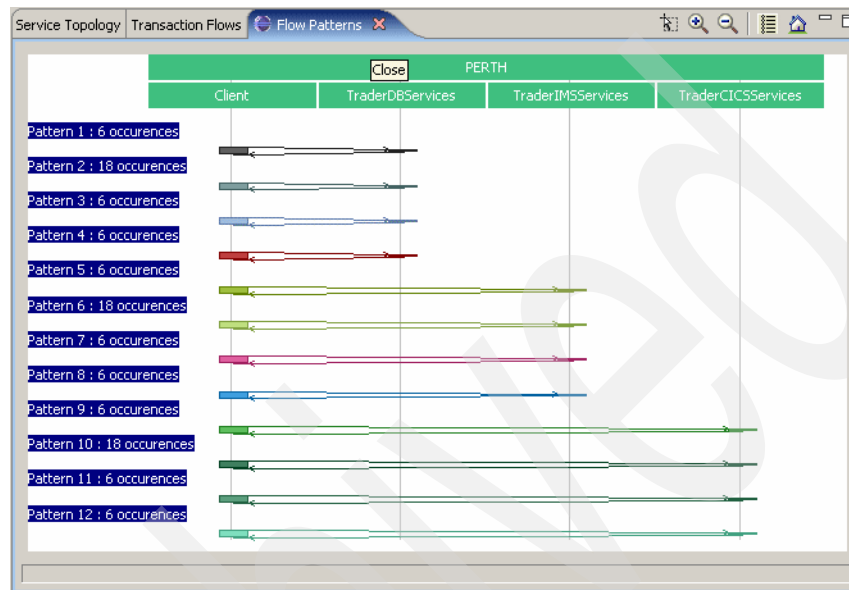 Service Topology Transaction Flows Flow Patterns
Close PERTH
Client TraderDBServices TraderIMSServices TraderCICSServices
Pattern 1 : 6 occurences
Pattern 2 : 18 occurences
Pattern 3 : 6 occurences
Pattern 4 : 6 occurences
Pattern 5 : 6 occurences
Pattern 6 : 18 occurences
Pattern 7 : 6 occurences
Pattern 8 : 6 occurences
Pattern 9 : 6 occurences
Pattern 10 : 18 occurences
Pattern 11 : 6 occurences
Pattern 12 : 6 occurences